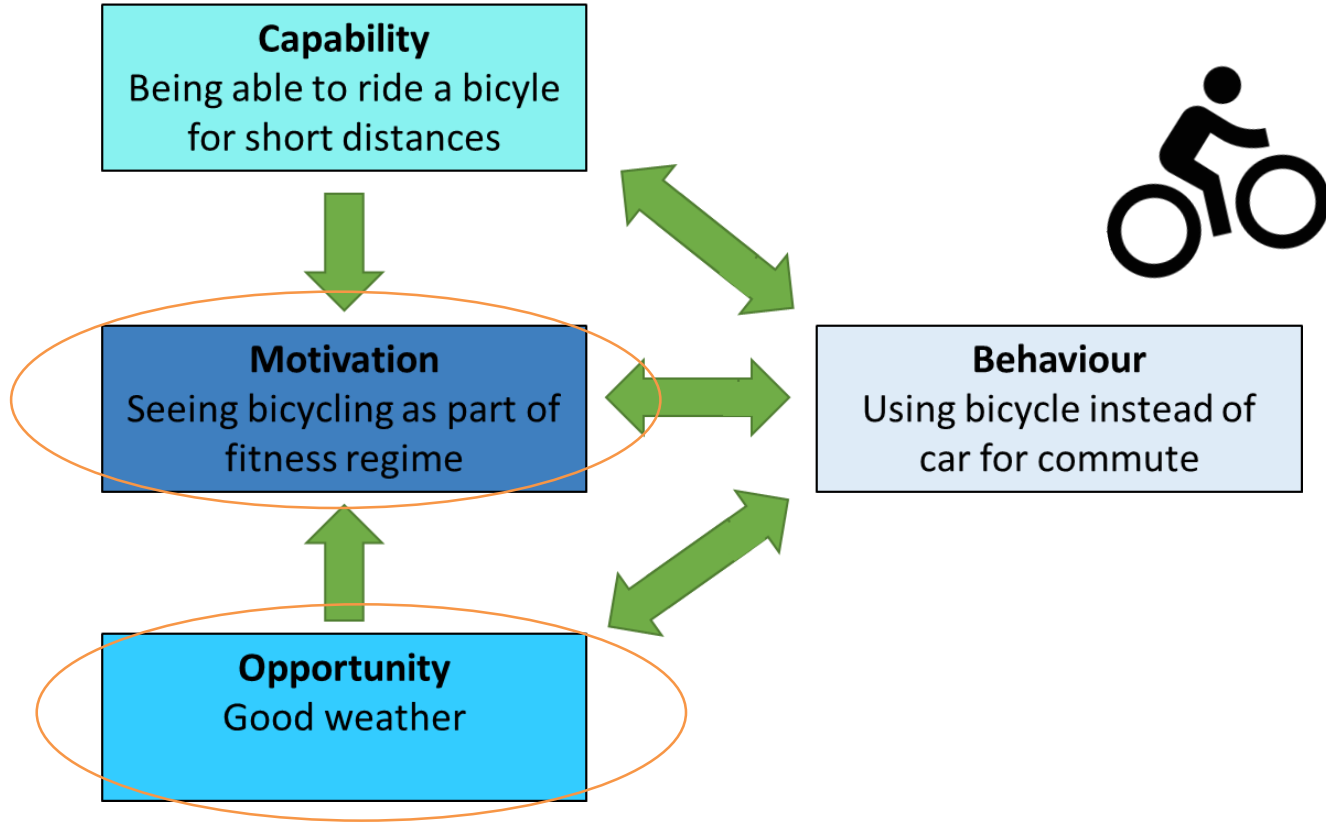 Capability
Being able to ride a bicyle
for short distances
Motivation
Seeing bicycling as part of
fitness regime
Behaviour
Using bicycle instead of
car for commute
Opportunity
Good weather